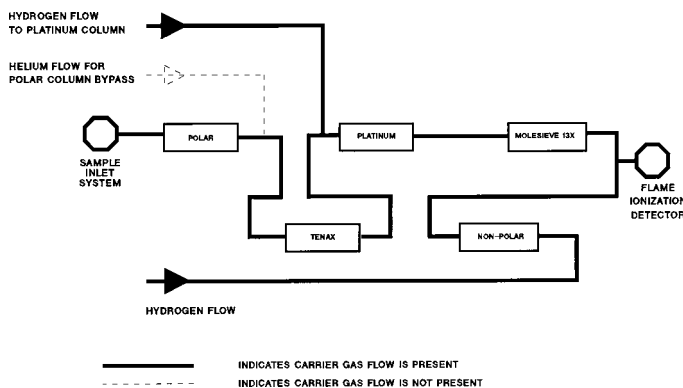 HYDROGEN FLOW
TO PLATINUM COLUMN
HELIUM FLOW FOR
POLAR COLUMN BYPASS
POLAR
PLATINUM
MOLESIEVE 13X
SAMPLE
INLET
SYSTEM
FLAME
IONIZATION
DETECTOR
TENAX
NON-POLAR
HYDROGEN FLOW
INDICATES CARRIER GAS FLOW IS PRESENT
INDICATES CARRIER GAS FLOW IS NOT PRESENT